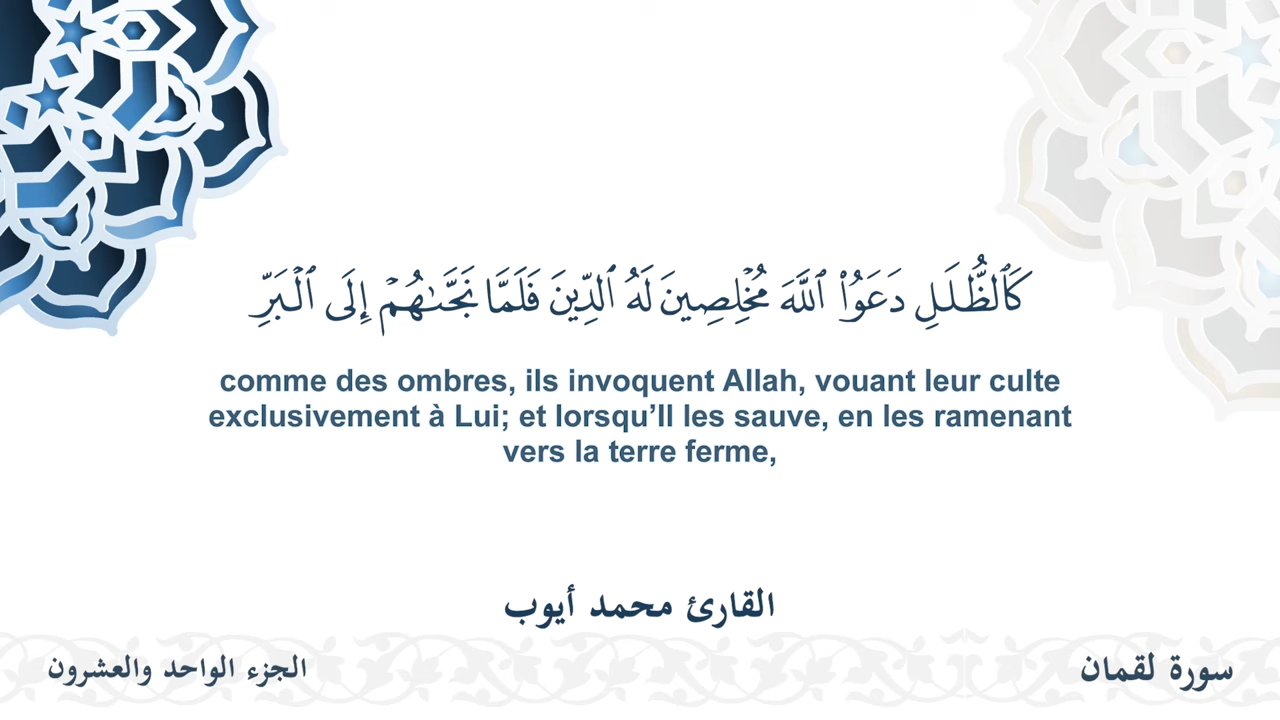 كَٱلظُّلَلِ دَعَوُا۟ ٱللَّهَ مُخْلِصِينَ لَهُ ٱلدِّينَ فَلَمَّا نَجَّىٰهُمْ إِلَى ٱلْبَرِّ
comme des ombres, ils invoquent Allah, vouant leur culte
exclusivement à Lui; et lorsqu’Il les sauve, en les ramenant
vers la terre ferme,
القارئ محمد أيوب
سورة لقمان
الجزء الواحد والعشرون